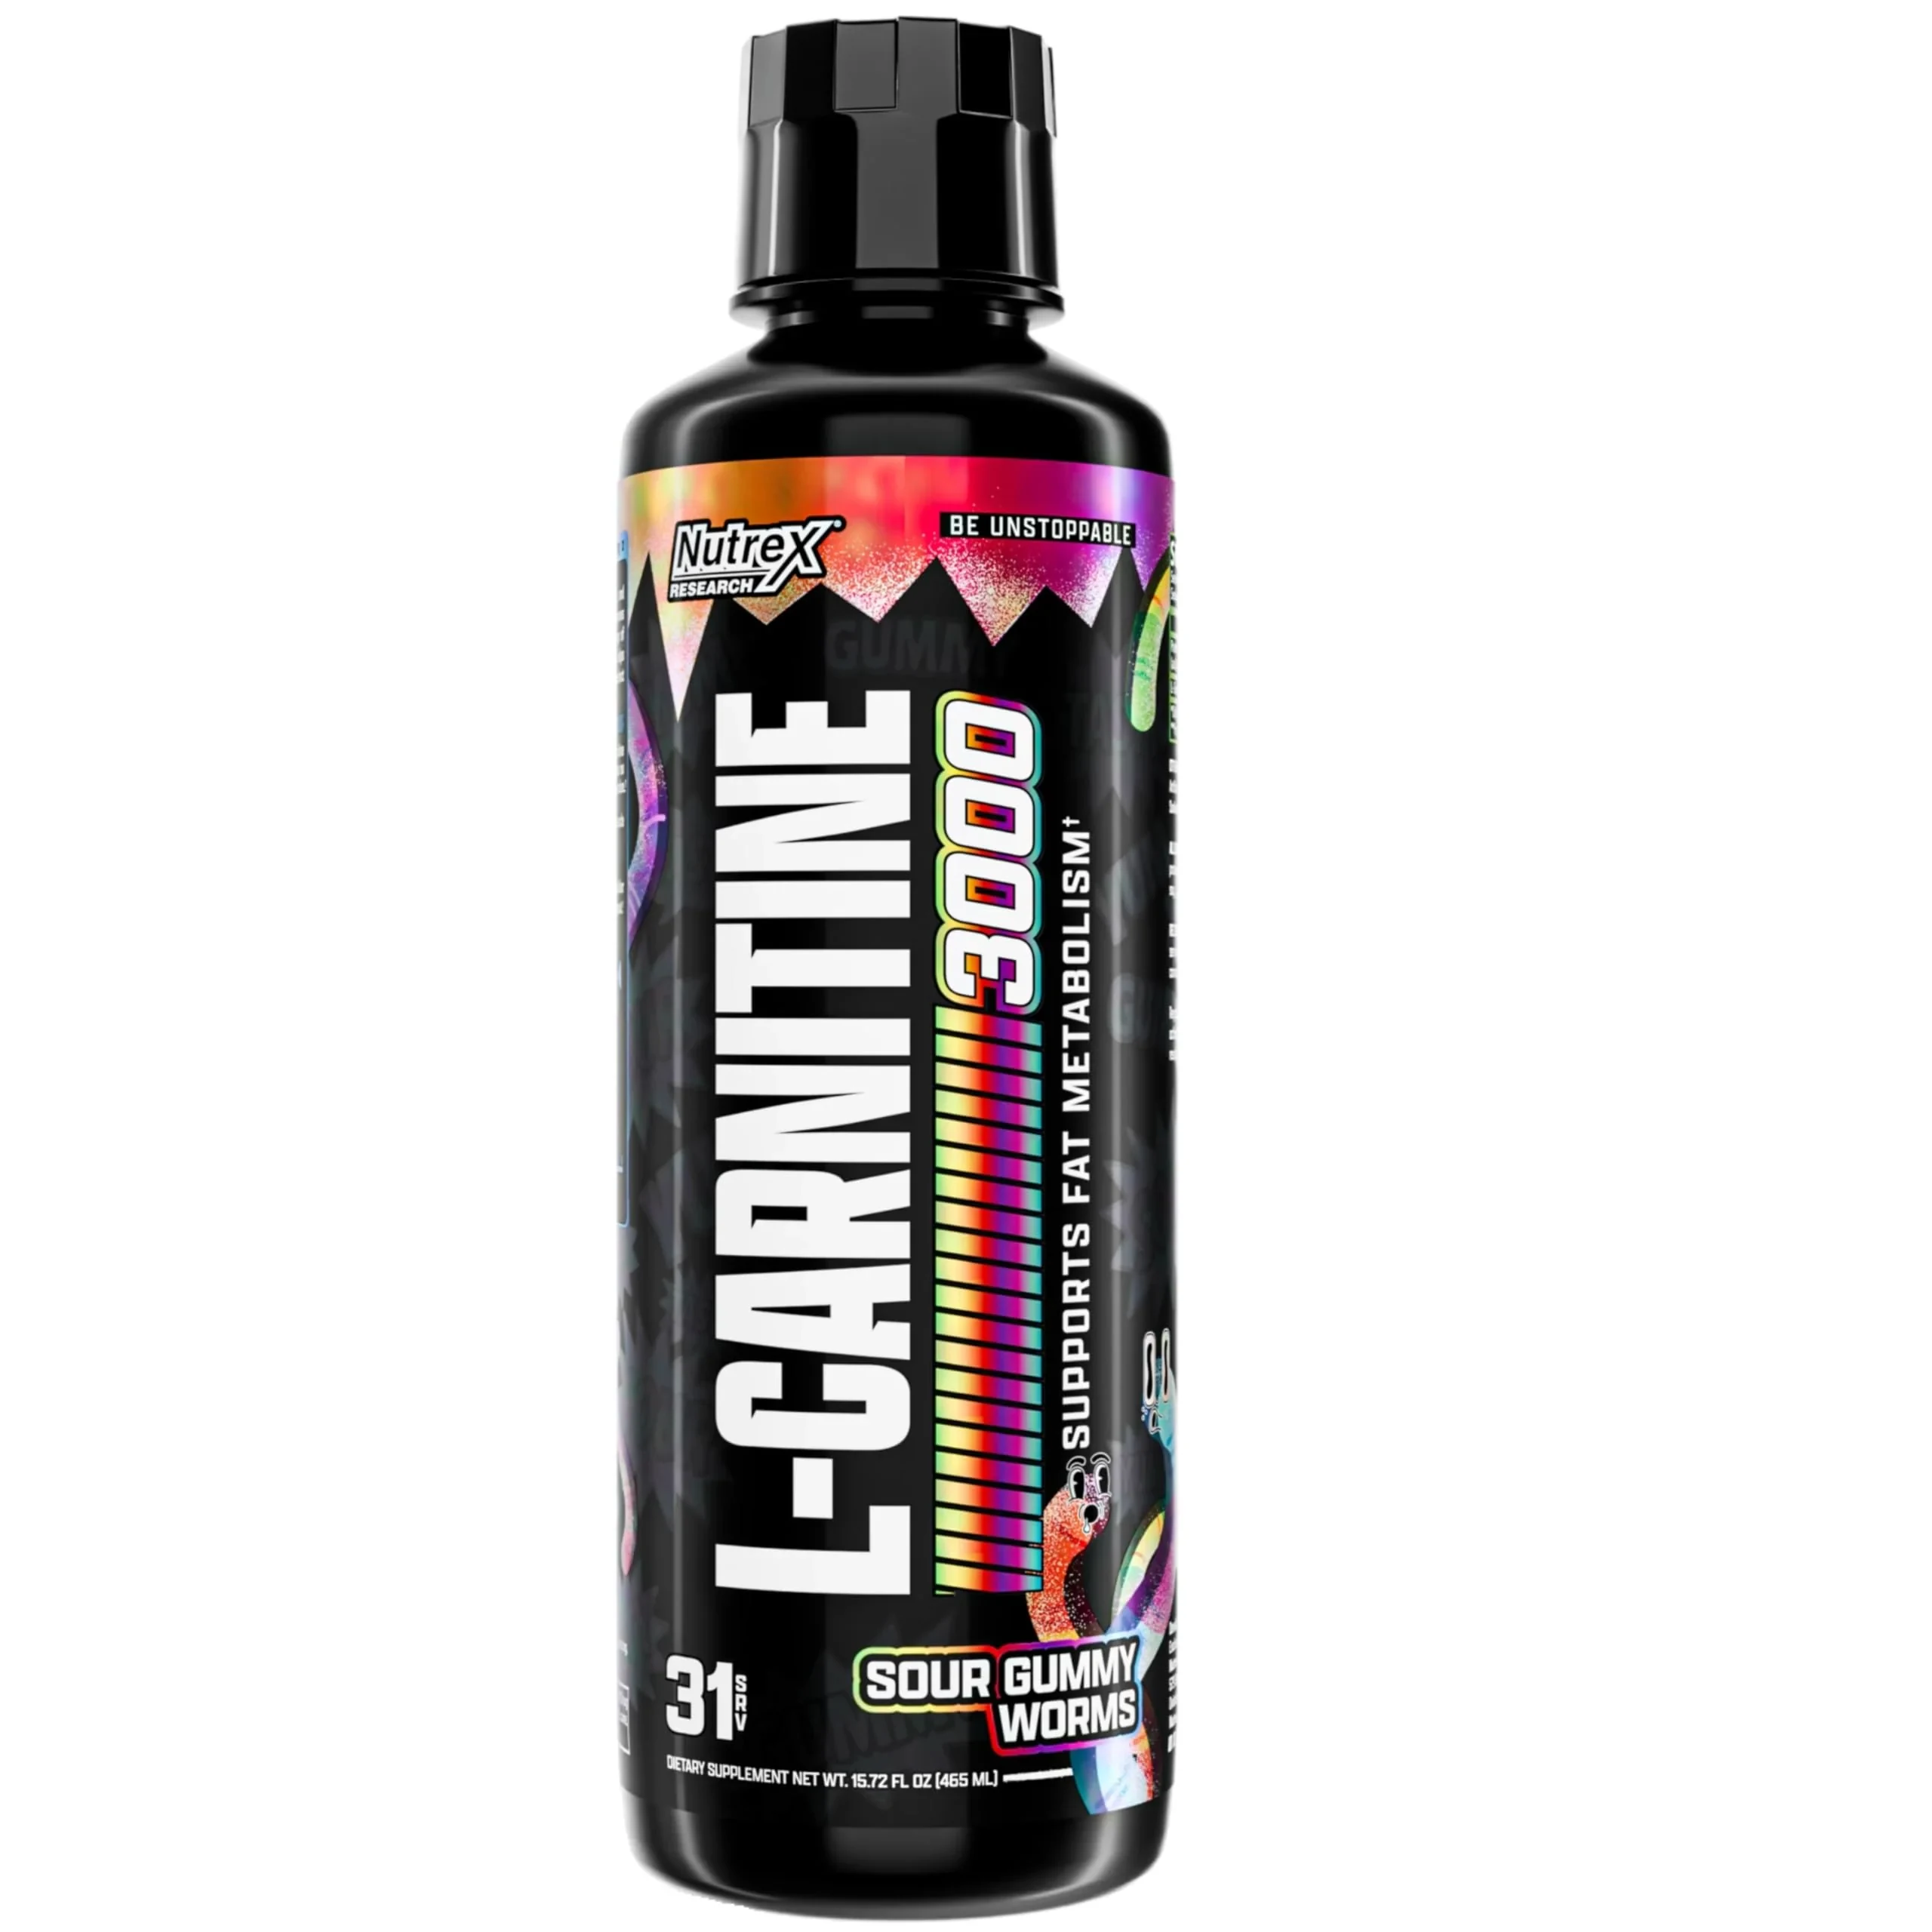 Nutrex
RESEARCH
BE UNSTOPPABLE
GUMMY
L-CARNITINE
3000
SUPPORTS FAT METABOLISM†
31 SRV
SOUR GUMMY
WORMS
DIETARY SUPPLEMENT NET WT. 15.72 FL OZ (465 ML)